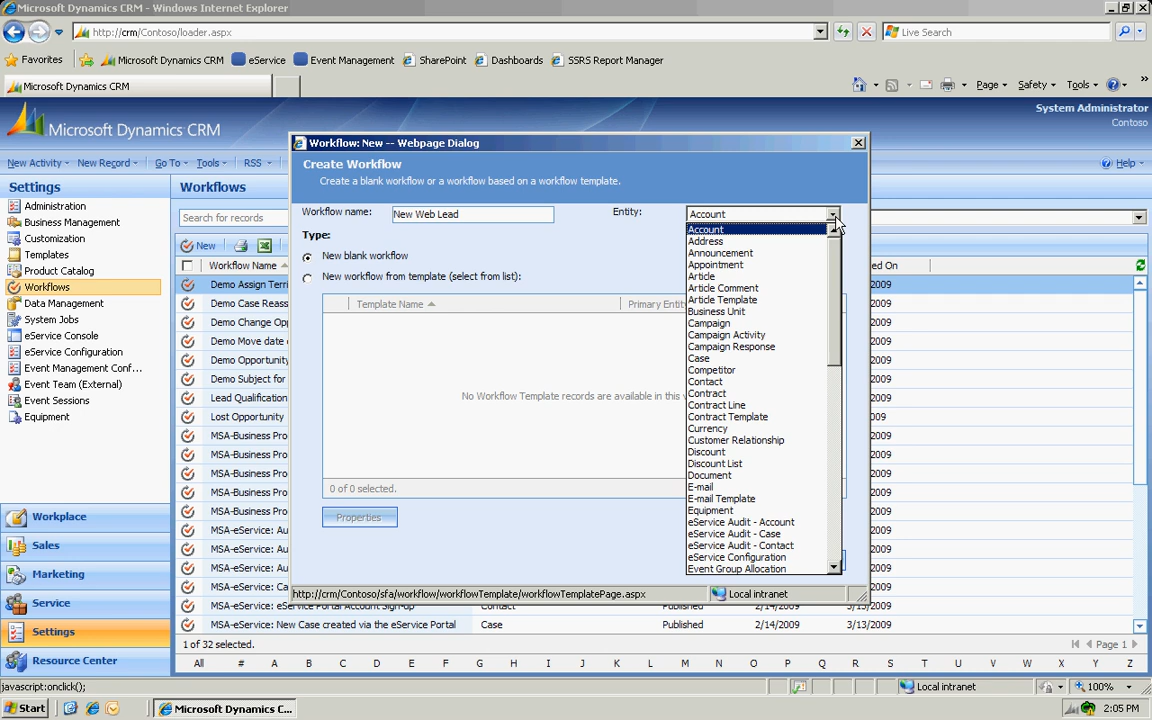 Microsoft Dynamics CRM - Windows Internet Explorer
http://crm/Contoso/loader.aspx
Live Search
Favorites
Microsoft Dynamics CRM
eService
Event Management
SharePoint
Dashboards
SSRS Report Manager
Microsoft Dynamics CRM
Page
Safety
Tools
Microsoft Dynamics CRM
System Administrator
Contoso
New Activity
New Record
Go To
Tools
RSS
Help
Settings
Administration
Business Management
Customization
Templates
Product Catalog
Workflows
Data Management
System Jobs
eService Console
eService Configuration
Event Management Conf...
Event Team (External)
Event Sessions
Equipment
Workplace
Sales
Marketing
Service
Settings
Resource Center
Workflows
Search for records
New
Workflow Name
ed On
Demo Assign Terri
2009
Demo Case Reass
2009
Demo Change Opp
2009
Demo Move date o
2009
Demo Opportunity
2009
Demo Subject for
2009
Lead Qualification
2009
Lost Opportunity
2009
MSA-Business Pro
2009
MSA-Business Pro
2009
MSA-Business Pro
2009
MSA-Business Pro
2009
MSA-Business Pro
2009
MSA-eService: Au
2009
MSA-eService: Au
2009
MSA-eService: Au
2009
MSA-eService: Ca
2009
MSA-eService: eService Portal Account Sign-up
Contact
Published
2/14/2009
3/13/2009
MSA-eService: New Case created via the eService Portal
Case
Published
2/14/2009
3/13/2009
1 of 32 selected.
Page 1
All # A B C D E F G H I J K L M N O P Q R S T U V W X Y Z
Workflow: New -- Webpage Dialog
Create Workflow
Create a blank workflow or a workflow based on a workflow template.
Workflow name:
New Web Lead
Entity:
Account
Type:
New blank workflow
New workflow from template (select from list):
Template Name
Primary Entity
No Workflow Template records are available in this v
0 of 0 selected.
Properties
Account
Address
Announcement
Appointment
Article
Article Comment
Article Template
Business Unit
Campaign
Campaign Activity
Campaign Response
Case
Competitor
Contact
Contract
Contract Line
Contract Template
Currency
Customer Relationship
Discount
Discount List
Document
E-mail
E-mail Template
Equipment
eService Audit - Account
eService Audit - Case
eService Audit - Contact
eService Configuration
Event Group Allocation
http://crm/Contoso/sfa/workflow/workflowTemplate/workflowTemplatePage.aspx
Local intranet
javascript:onclick();
Local intranet
100%
Start
Microsoft Dynamics C...
2:05 PM